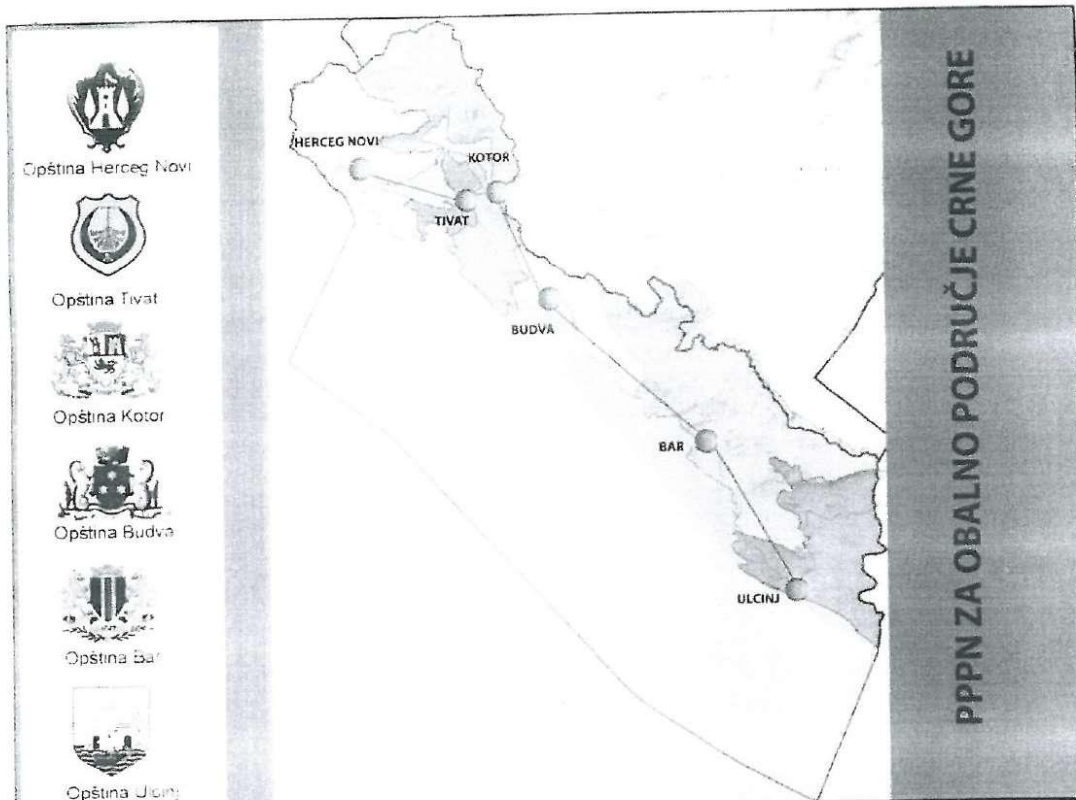 Opština Herceg Novi
Opština Tivat
Opština Kotor
Opština Budva
Opština Bar
Opština Ulcinj
HERCEG NOVI
KOTOR
TIVAT
BUDVA
BAR
ULCINJ
PPPN ZA OBALNO PODRUČJE CRNE GORE